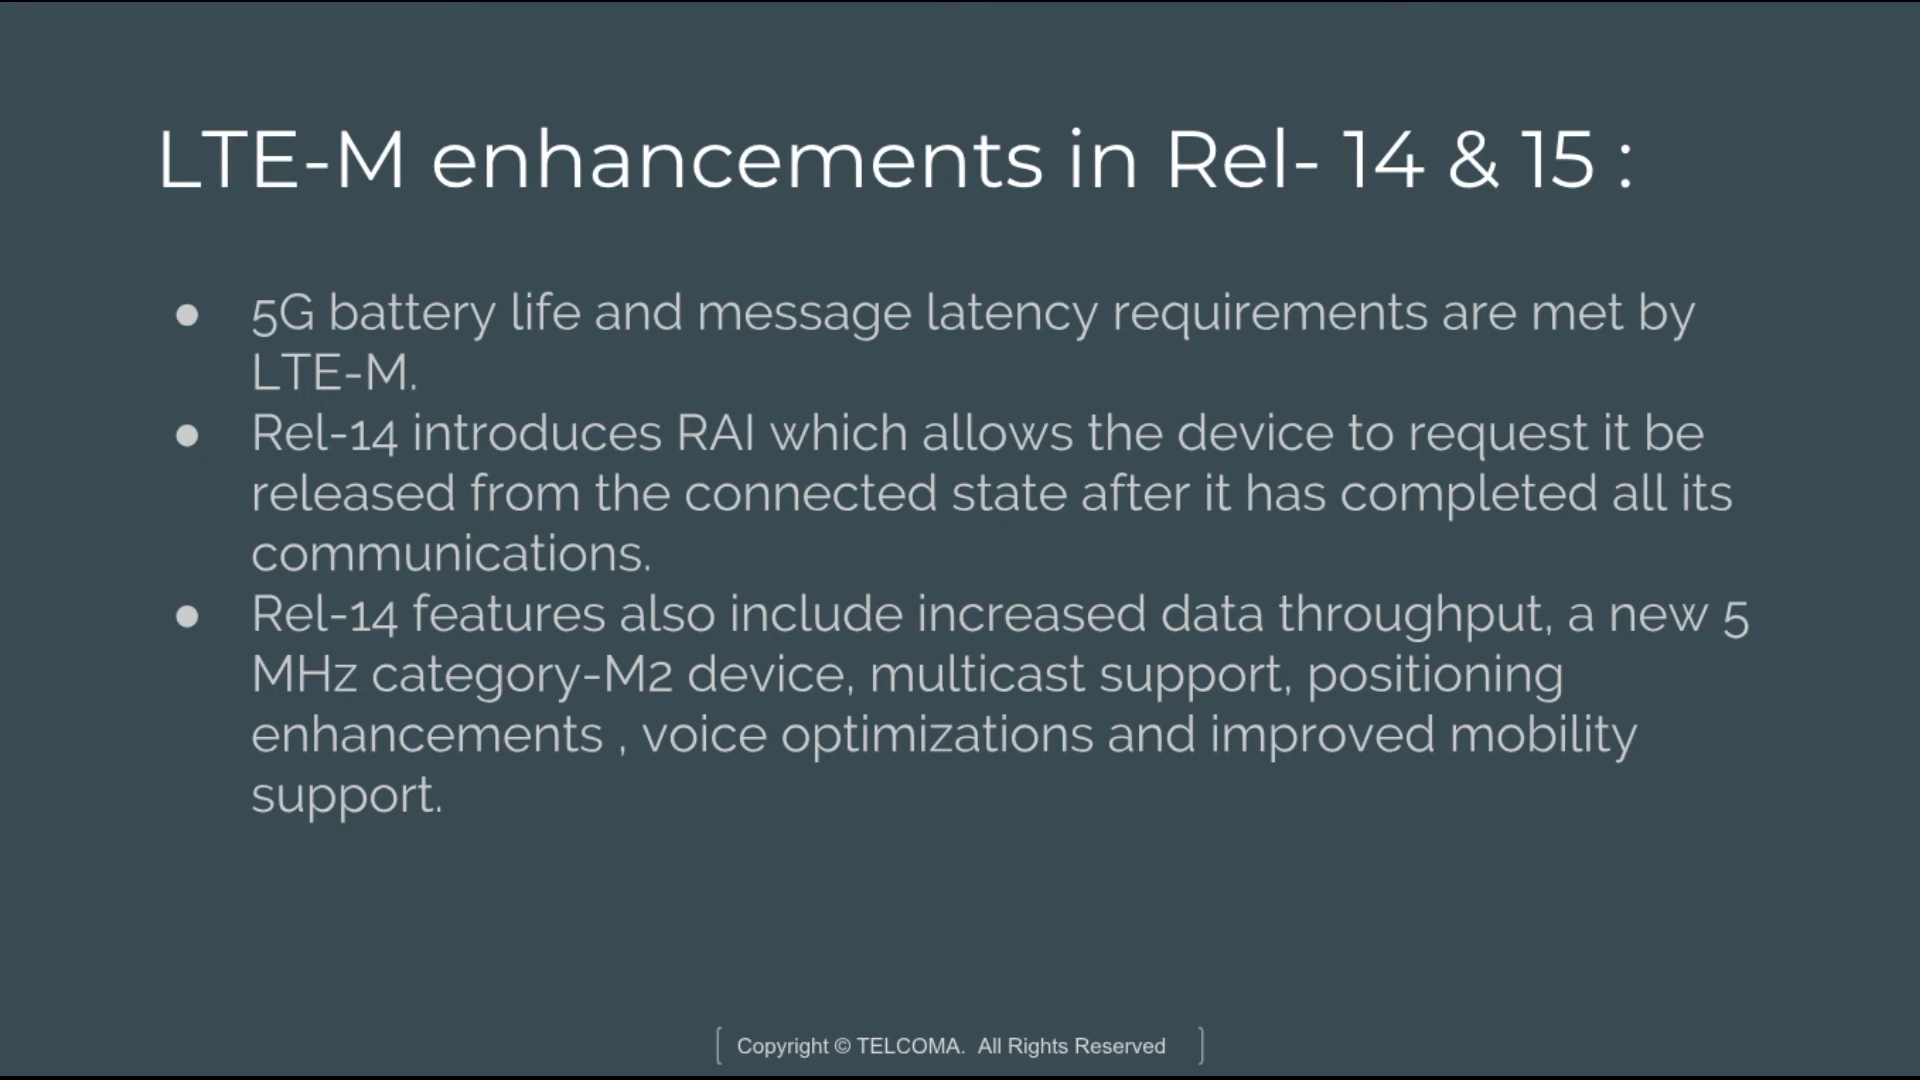 LTE-M enhancements in Rel- 14 & 15 :
● 5G battery life and message latency requirements are met by
LTE-M.
● Rel-14 introduces RAI which allows the device to request it be
released from the connected state after it has completed all its
communications.
● Rel-14 features also include increased data throughput, a new 5
MHz category-M2 device, multicast support, positioning
enhancements , voice optimizations and improved mobility
support.
[ Copyright © TELCOMA. All Rights Reserved ]